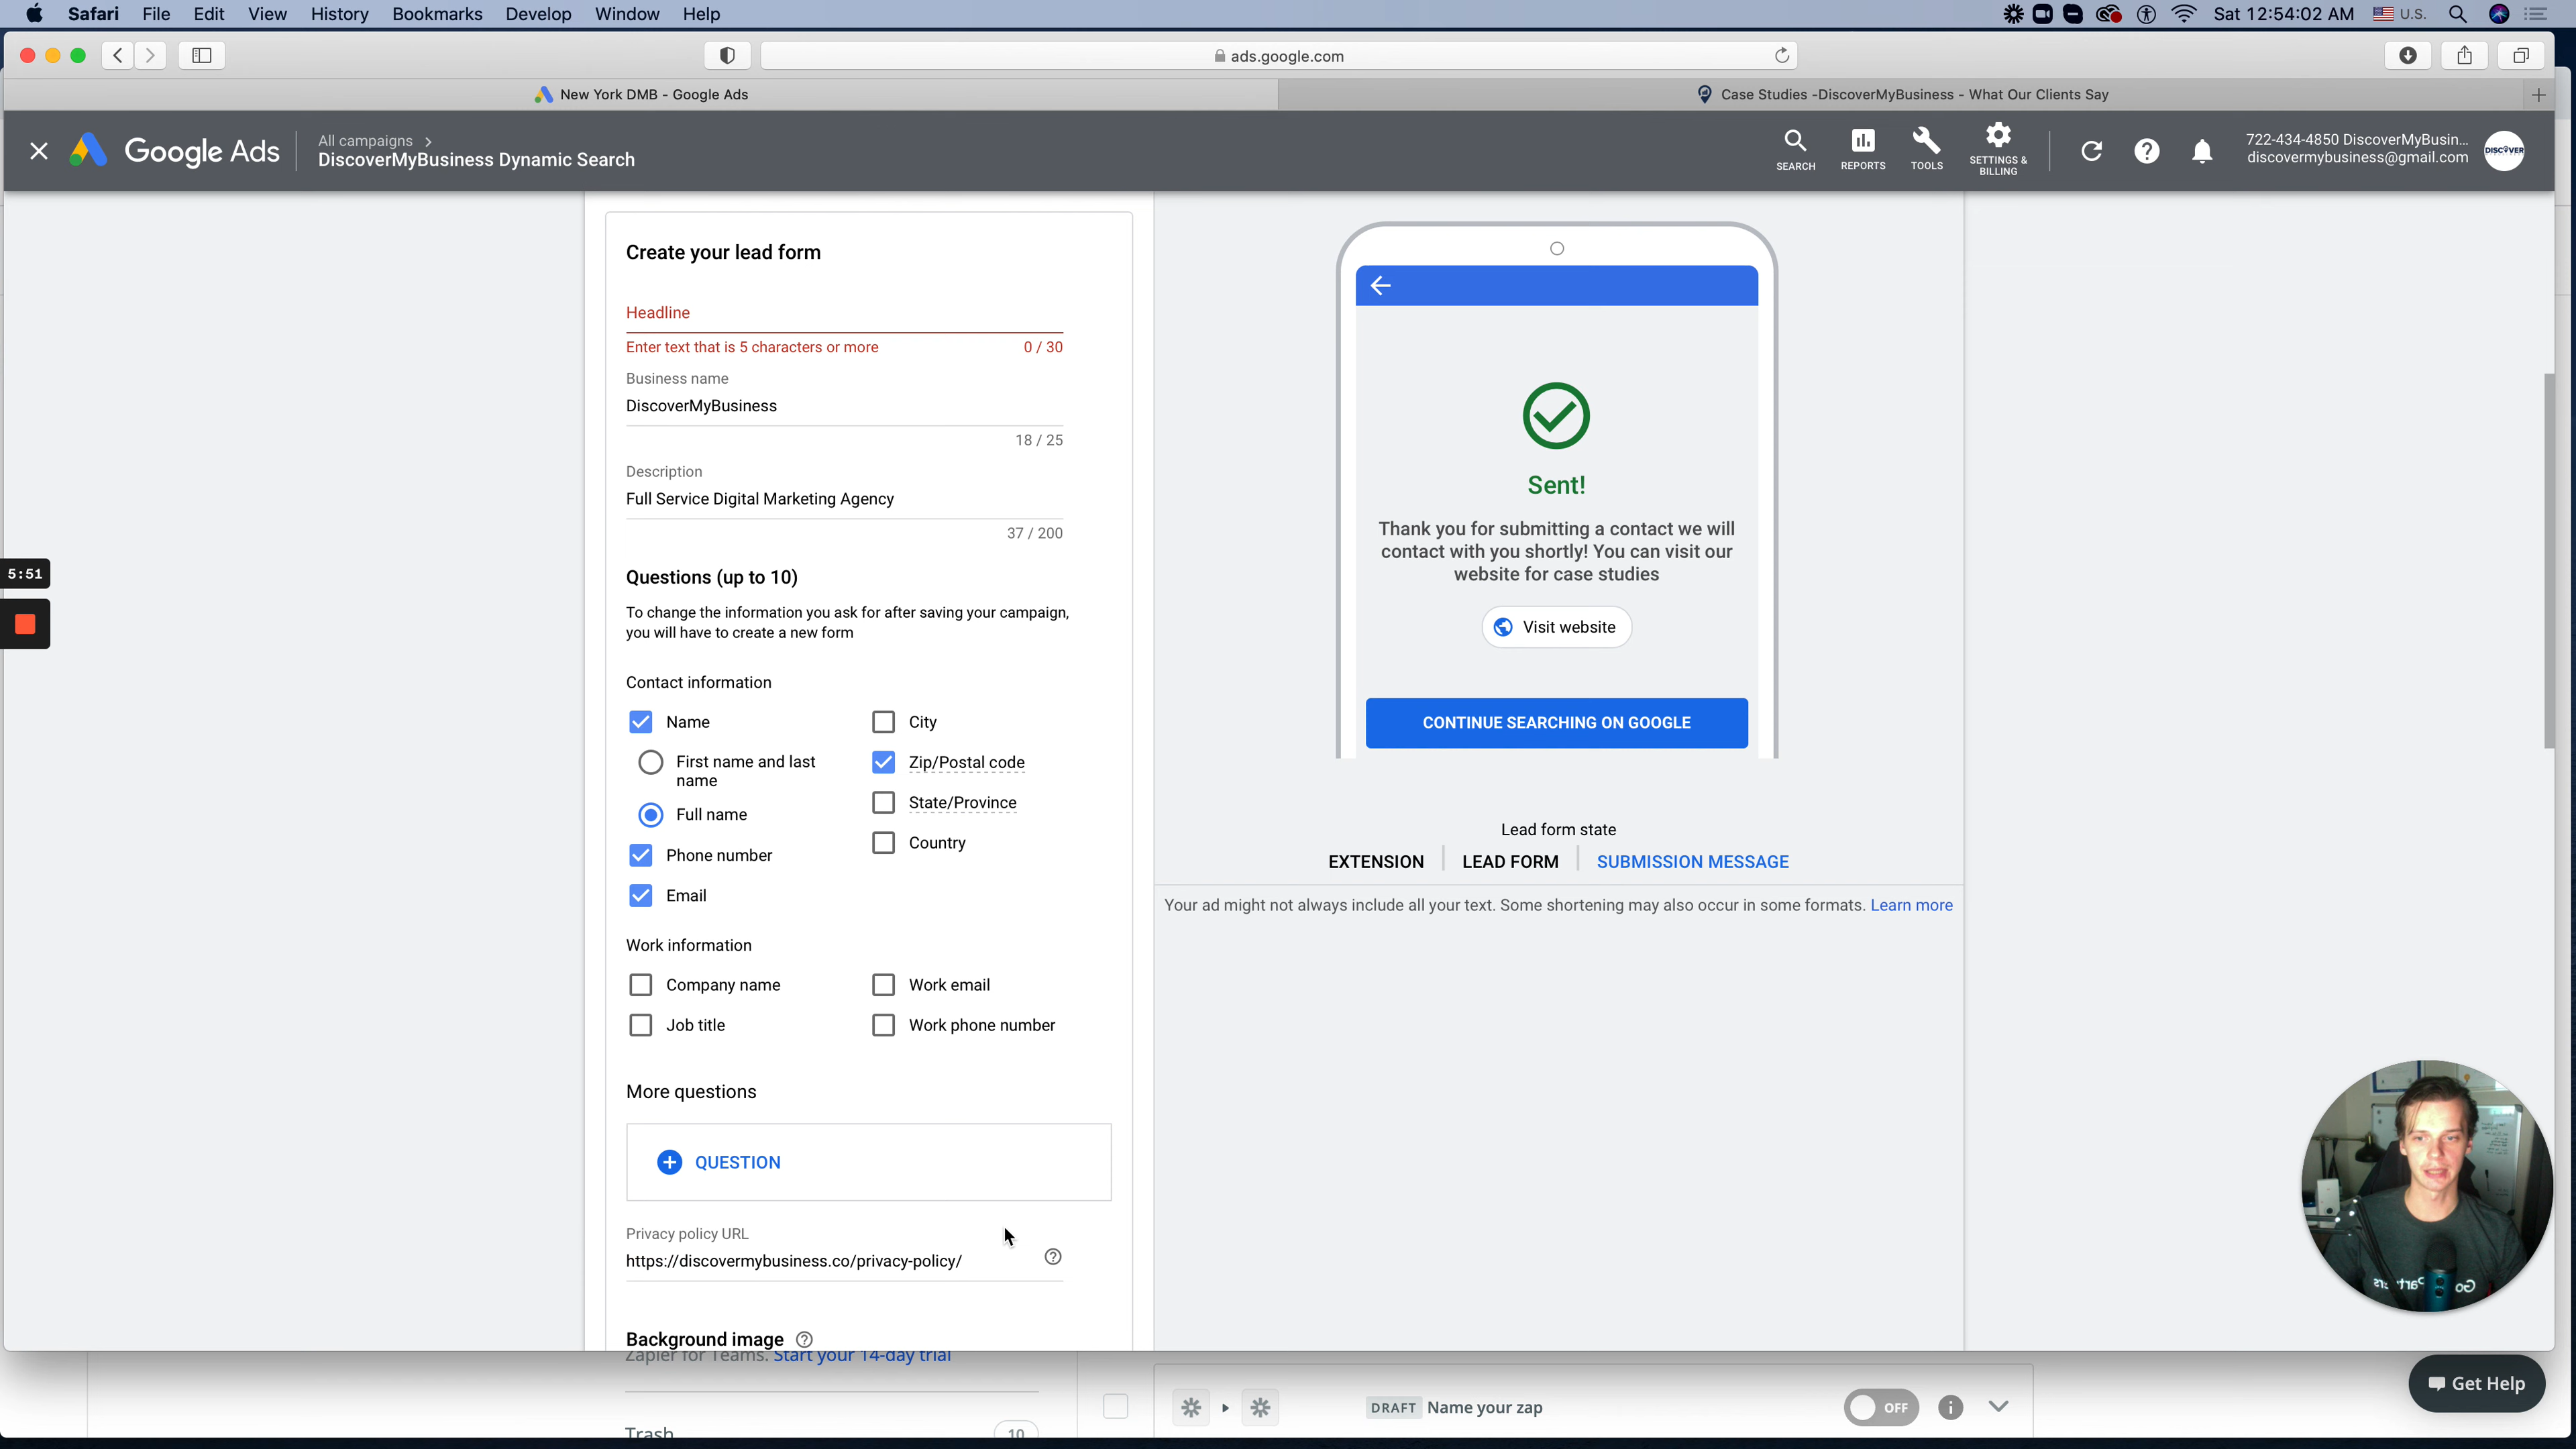 Safari File Edit View History Bookmarks Develop Window Help
Sat 12:54:02 AM U.S.
ads.google.com
New York DMB - Google Ads
Case Studies -DiscoverMyBusiness - What Our Clients Say
Google Ads
All campaigns >
DiscoverMyBusiness Dynamic Search
SEARCH
REPORTS
TOOLS
SETTINGS &
BILLING
722-434-4850 DiscoverMyBusin...
discovermybusiness@gmail.com
DISCOVER
Create your lead form
Headline
Enter text that is 5 characters or more 0 / 30
Business name
DiscoverMyBusiness
18 / 25
Description
Full Service Digital Marketing Agency
37 / 200
Questions (up to 10)
To change the information you ask for after saving your campaign,
you will have to create a new form
Contact information
Name
City
First name and last
name
Zip/Postal code
Full name
State/Province
Phone number
Country
Email
Work information
Company name
Work email
Job title
Work phone number
More questions
QUESTION
Privacy policy URL
https://discovermybusiness.co/privacy-policy/
Background image
5:51
Sent!
Thank you for submitting a contact we will
contact with you shortly! You can visit our
website for case studies
Visit website
CONTINUE SEARCHING ON GOOGLE
Lead form state
EXTENSION LEAD FORM SUBMISSION MESSAGE
Your ad might not always include all your text. Some shortening may also occur in some formats. Learn more
Zapier for Teams. Start your 14-day trial
Trash 10
DRAFT Name your zap
OFF
Get Help